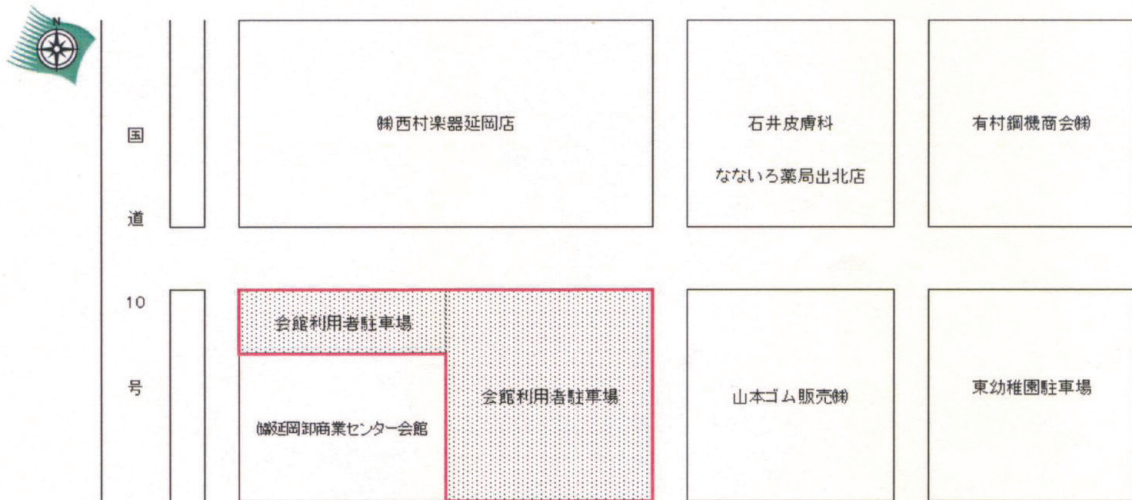 N
国
道
10
号
㈱西村楽器延岡店
石井皮膚科
なないろ薬局出北店
有村鋼機商会㈱
会館利用者駐車場
会館利用者駐車場
延岡卸商業センター会館
山本ゴム販売㈱
東幼稚園駐車場